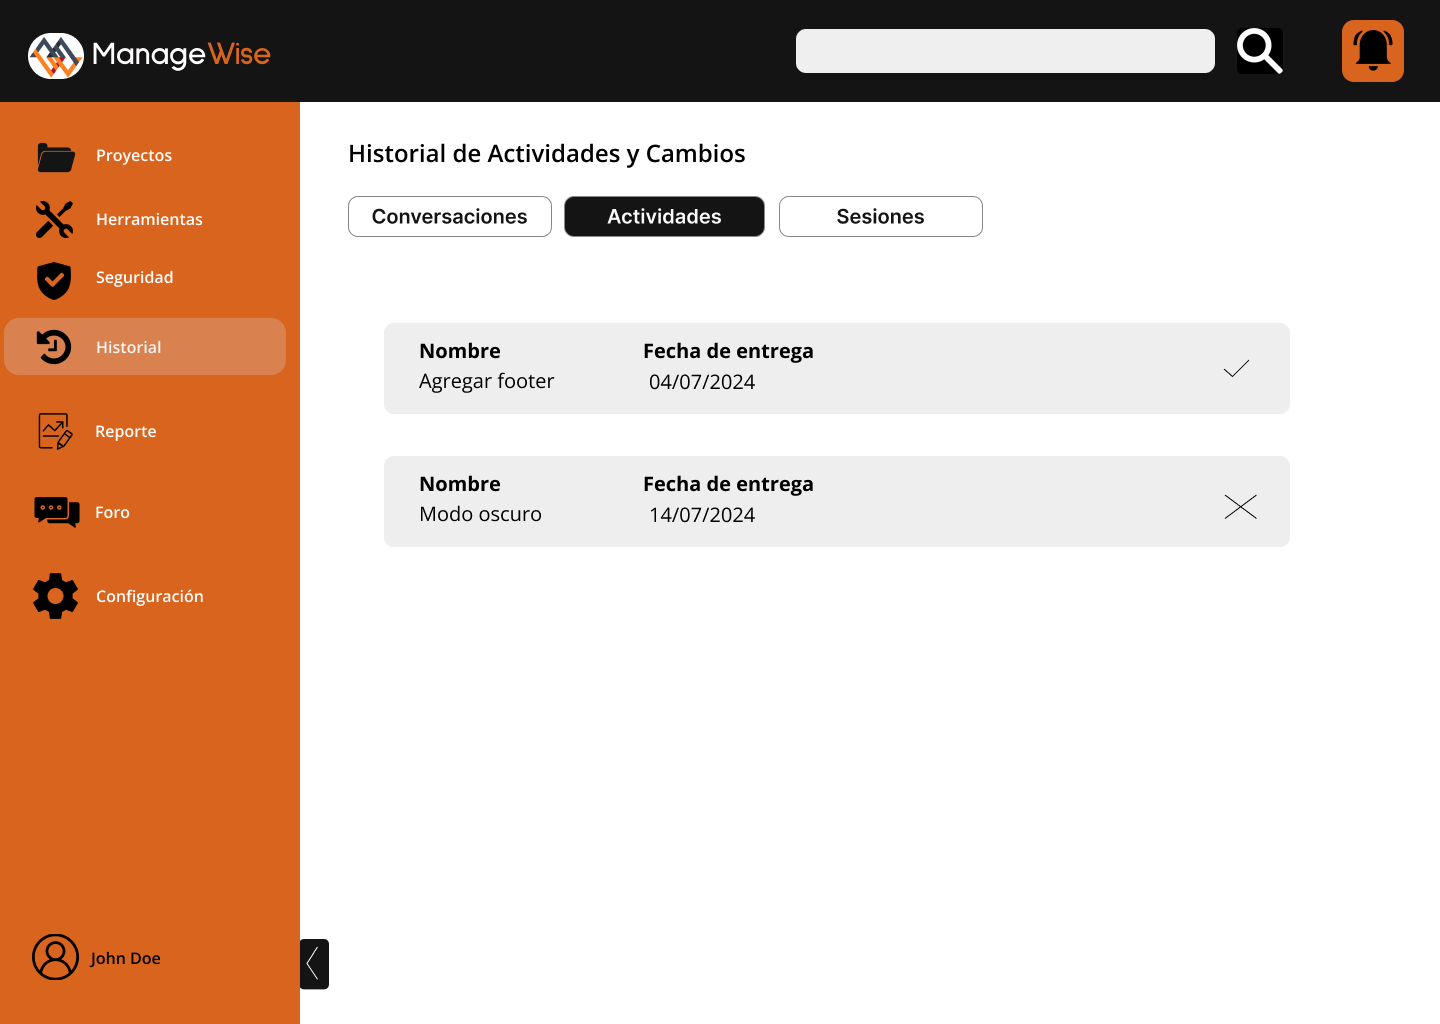 ManageWise
Proyectos
Herramientas
Seguridad
Historial
Reporte
Foro
Configuración
John Doe
Historial de Actividades y Cambios
Conversaciones
Actividades
Sesiones
Nombre
Fecha de entrega
Agregar footer
04/07/2024
Nombre
Fecha de entrega
Modo oscuro
14/07/2024